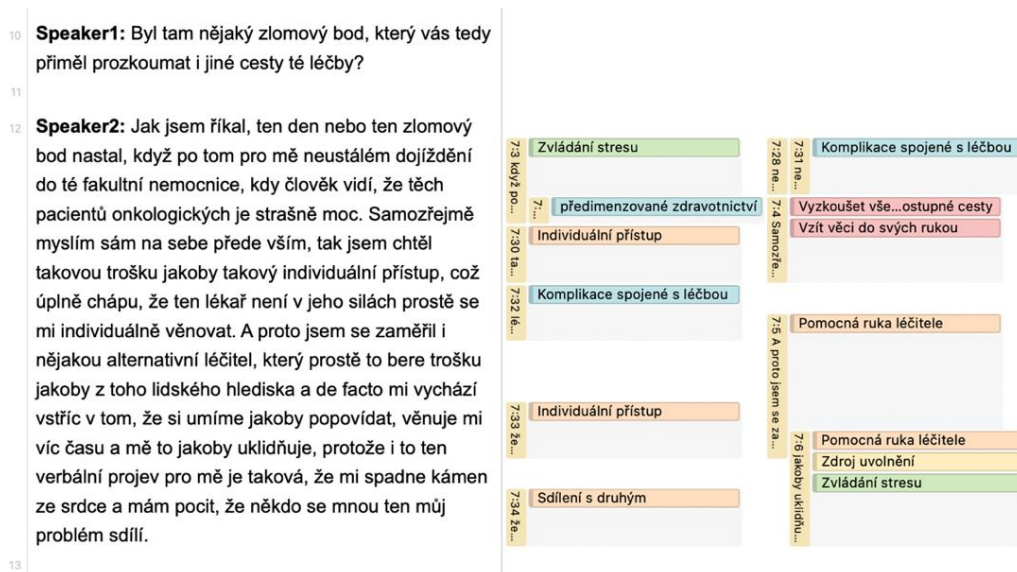 10
Speaker1: Byl tam nějaký zlomový bod, který vás tedy
přiměl prozkoumat i jiné cesty té léčby?
11
12
Speaker2: Jak jsem říkal, ten den nebo ten zlomový
bod nastal, když po tom pro mě neustálém dojíždění
do té fakultní nemocnice, kdy člověk vidí, že těch
pacientů onkologických je strašně moc. Samozřejmě
myslím sám na sebe přede vším, tak jsem chtěl
takovou trošku jakoby takový individuální přístup, což
úplně chápu, že ten lékař není v jeho silách prostě se
mi individuálně věnovat. A proto jsem se zaměřil i
nějakou alternativní léčitel, který prostě to bere trošku
jakoby z toho lidského hlediska a de facto mi vychází
vstříc v tom, že si umíme jakoby popovídat, věnuje mi
víc času a mě to jakoby uklidňuje, protože i to ten
verbální projev pro mě je taková, že mi spadne kámen
ze srdce a mám pocit, že někdo se mnou ten můj
problém sdílí.
13
7:3 když po...
Zvládání stresu
7:...
předimenzované zdravotnictví
7:30 ta...
Individuální přístup
7:32 lé...
Komplikace spojené s léčbou
7:33 že...
Individuální přístup
7:34 že...
Sdílení s druhým
7:28 ne...
7:31 ne...
Komplikace spojené s léčbou
7:4 Samozře...
Vyzkoušet vše...ostupné cesty
Vzít věci do svých rukou
7:5 A proto jsem se za...
Pomocná ruka léčitele
7:6 jakoby uklidňu...
Pomocná ruka léčitele
Zdroj uvolnění
Zvládání stresu